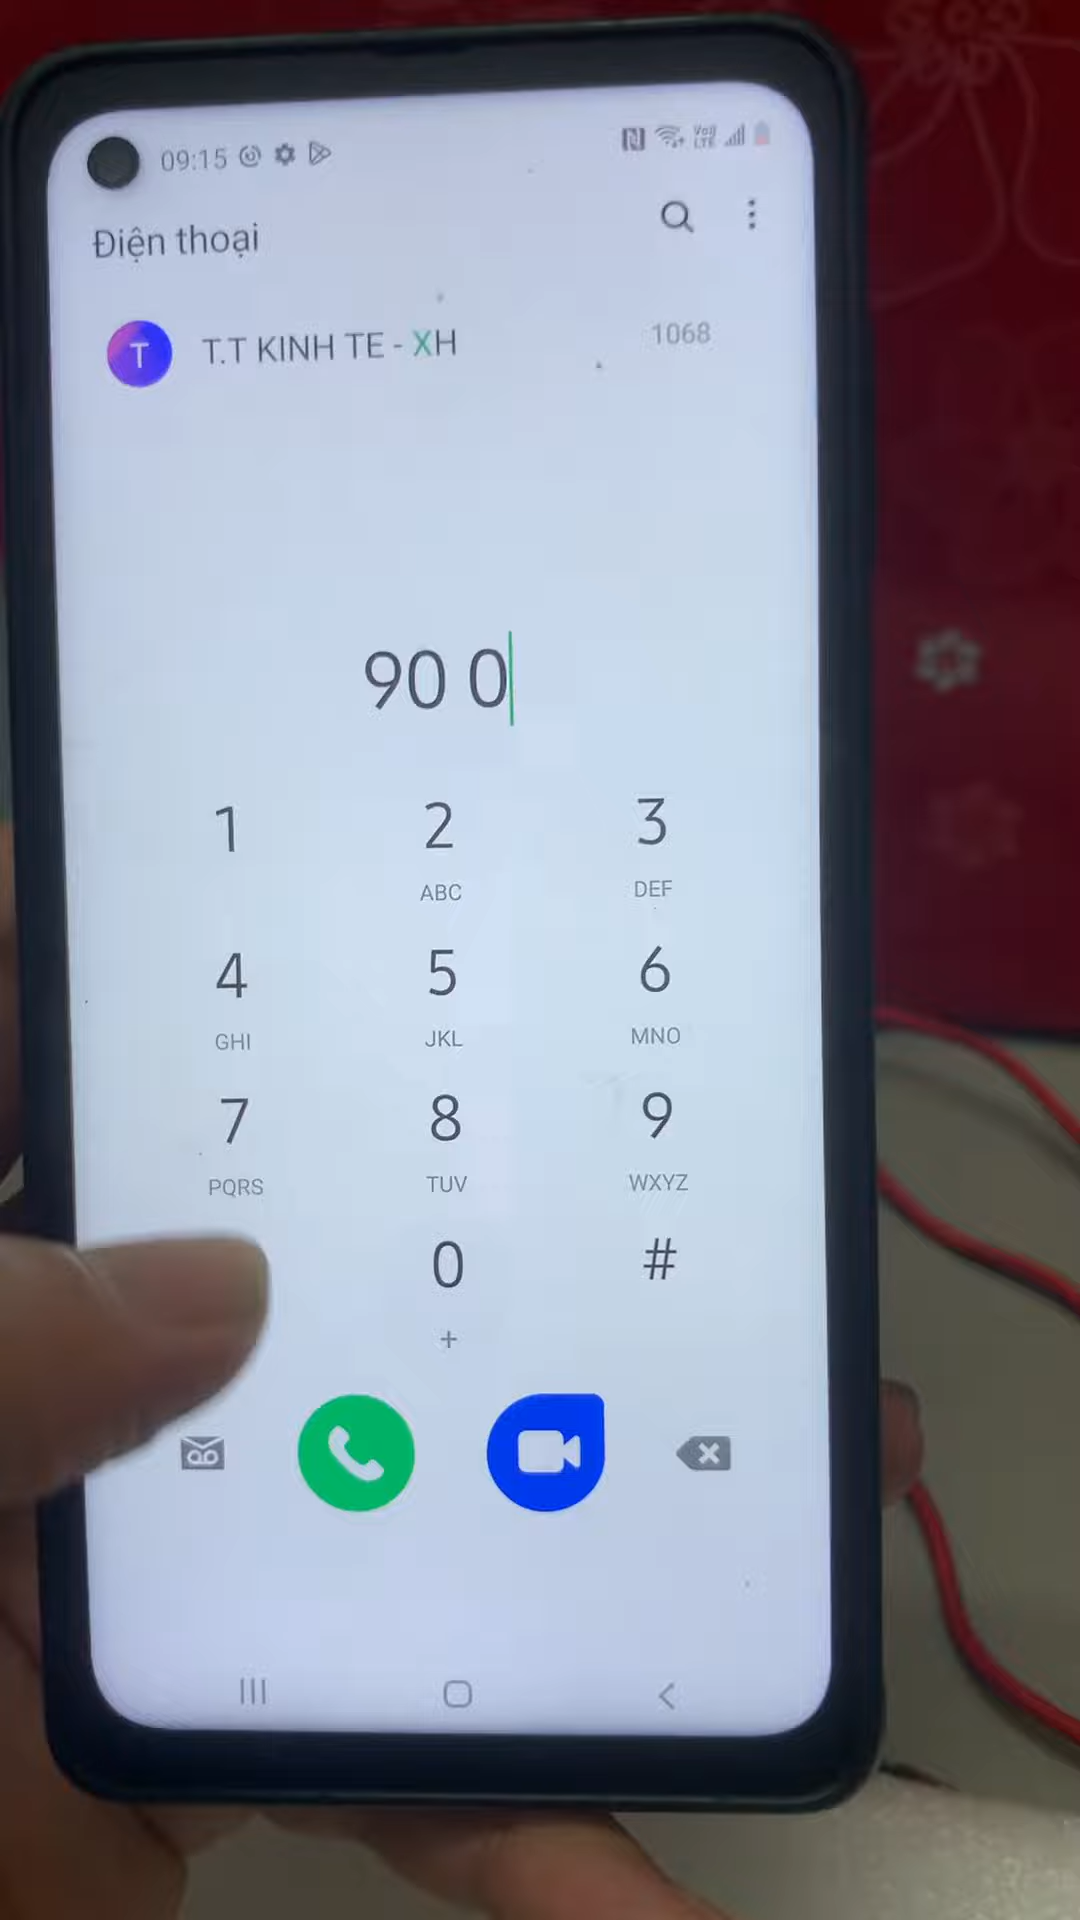 09:15
Điện thoại
T
T.T KINH TE - XH
1068
90 0
1 2 3
ABC DEF
4 5 6
GHI JKL MNO
7 8 9
PQRS TUV WXYZ
0 #
+